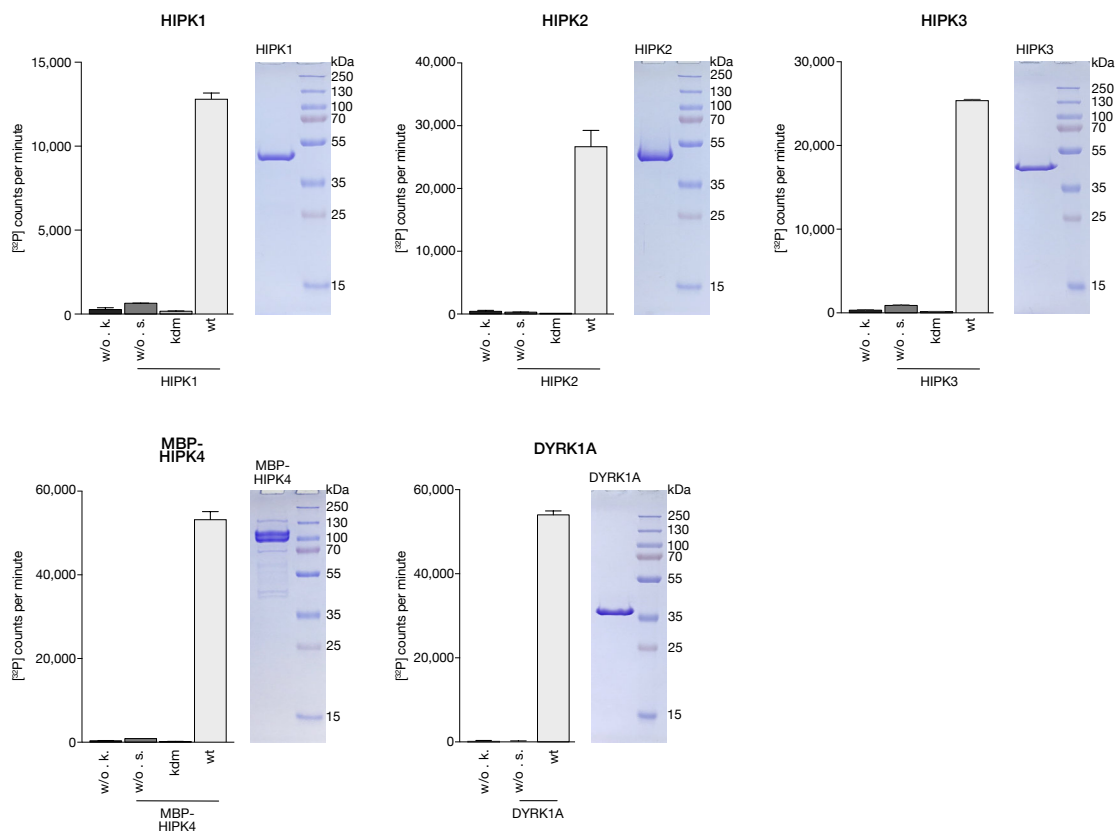 HIPK1
HIPK1
kDa
15,000
10,000
5,000
0
[³²P] counts per minute
250
130
100
70
55
35
25
15
w/o . k.
w/o . s.
kdm
wt
HIPK1
HIPK2
HIPK2
kDa
40,000
30,000
20,000
10,000
0
[³²P] counts per minute
250
130
100
70
55
35
25
15
w/o . k.
w/o . s.
kdm
wt
HIPK2
HIPK3
HIPK3
kDa
30,000
20,000
10,000
0
[³²P] counts per minute
250
130
100
70
55
35
25
15
w/o . k.
w/o . s.
kdm
wt
HIPK3
MBP-
HIPK4
MBP-
HIPK4
kDa
60,000
40,000
20,000
0
[³²P] counts per minute
250
130
100
70
55
35
25
15
w/o . k.
w/o . s.
kdm
wt
MBP-
HIPK4
DYRK1A
DYRK1A
kDa
60,000
40,000
20,000
0
[³²P] counts per minute
250
130
100
70
55
35
25
15
w/o . k.
w/o . s.
wt
DYRK1A